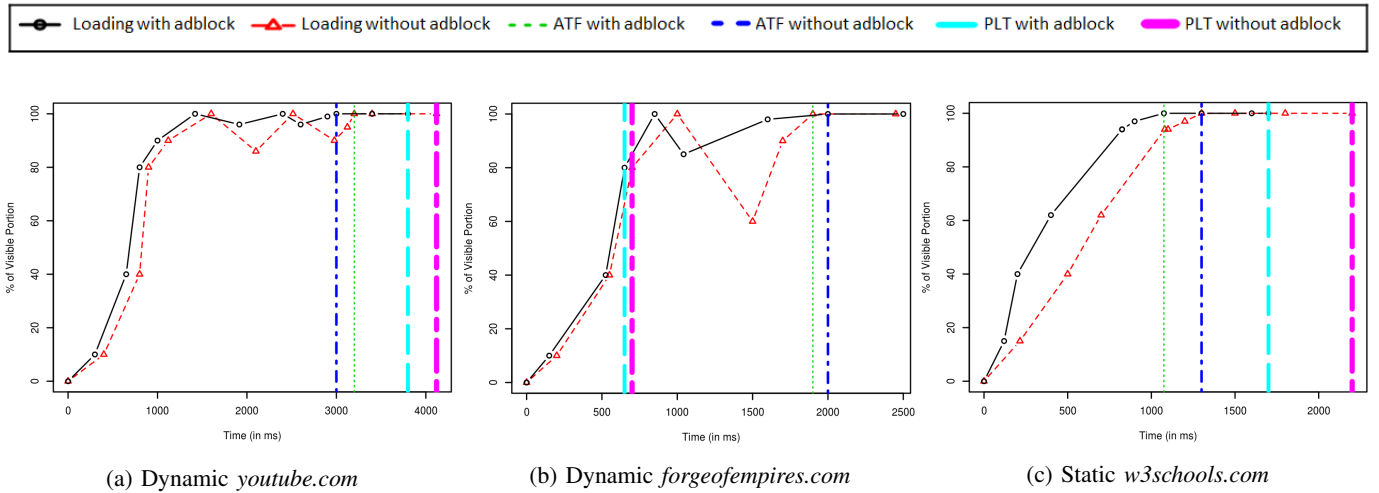 Loading with adblock
Loading without adblock
ATF with adblock
ATF without adblock
PLT with adblock
PLT without adblock
% of Visible Portion
100
80
60
40
20
0
0 1000 2000 3000 4000
Time (in ms)
(a) Dynamic youtube.com
% of Visible Portion
100
80
60
40
20
0
0 500 1000 1500 2000 2500
Time (in ms)
(b) Dynamic forgeofempires.com
% of Visible Portion
100
80
60
40
20
0
0 500 1000 1500 2000
Time (in ms)
(c) Static w3schools.com